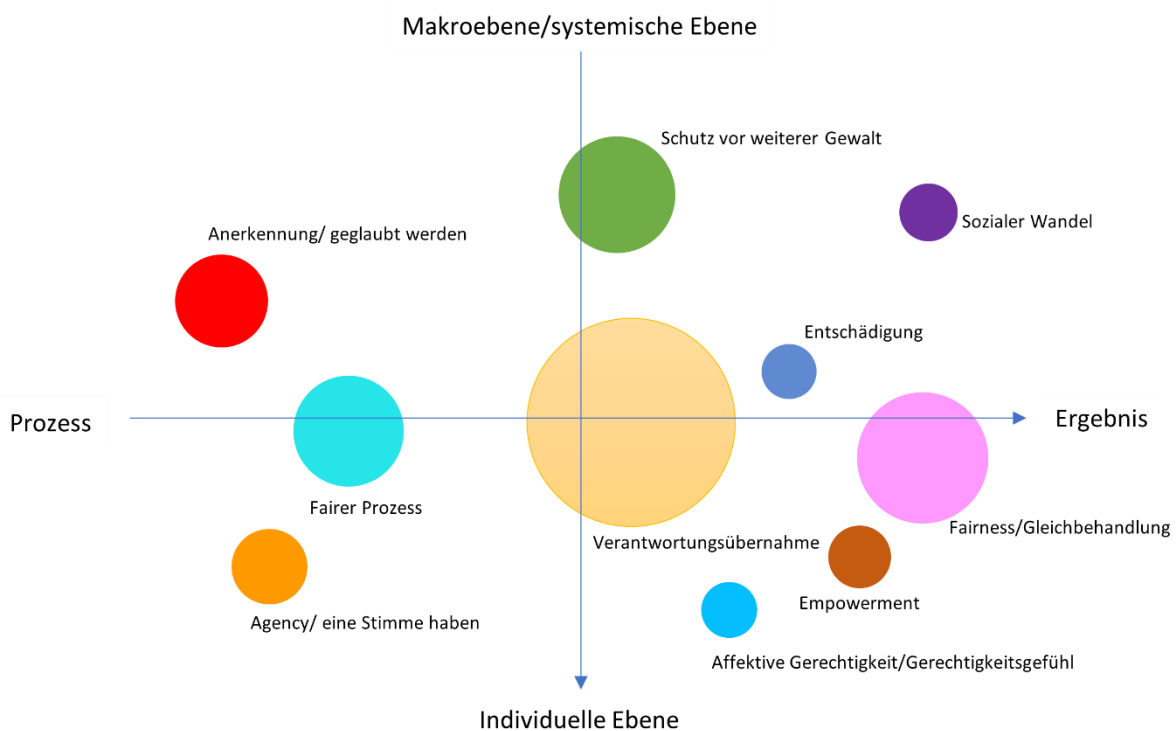 Makroebene/systemische Ebene
Schutz vor weiterer Gewalt
Sozialer Wandel
Anerkennung/ geglaubt werden
Entschädigung
Prozess
Ergebnis
Fairer Prozess
Fairness/Gleichbehandlung
Verantwortungsübernahme
Empowerment
Agency/ eine Stimme haben
Affektive Gerechtigkeit/Gerechtigkeitsgefühl
Individuelle Ebene